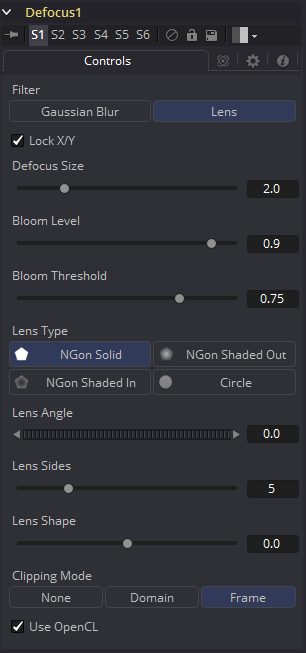 Defocus1
S1 S2 S3 S4 S5 S6
Controls
Filter
Gaussian Blur Lens
Lock X/Y
Defocus Size
2.0
Bloom Level
0.9
Bloom Threshold
0.75
Lens Type
NGon Solid NGon Shaded Out
NGon Shaded In Circle
Lens Angle
0.0
Lens Sides
5
Lens Shape
0.0
Clipping Mode
None Domain Frame
Use OpenCL